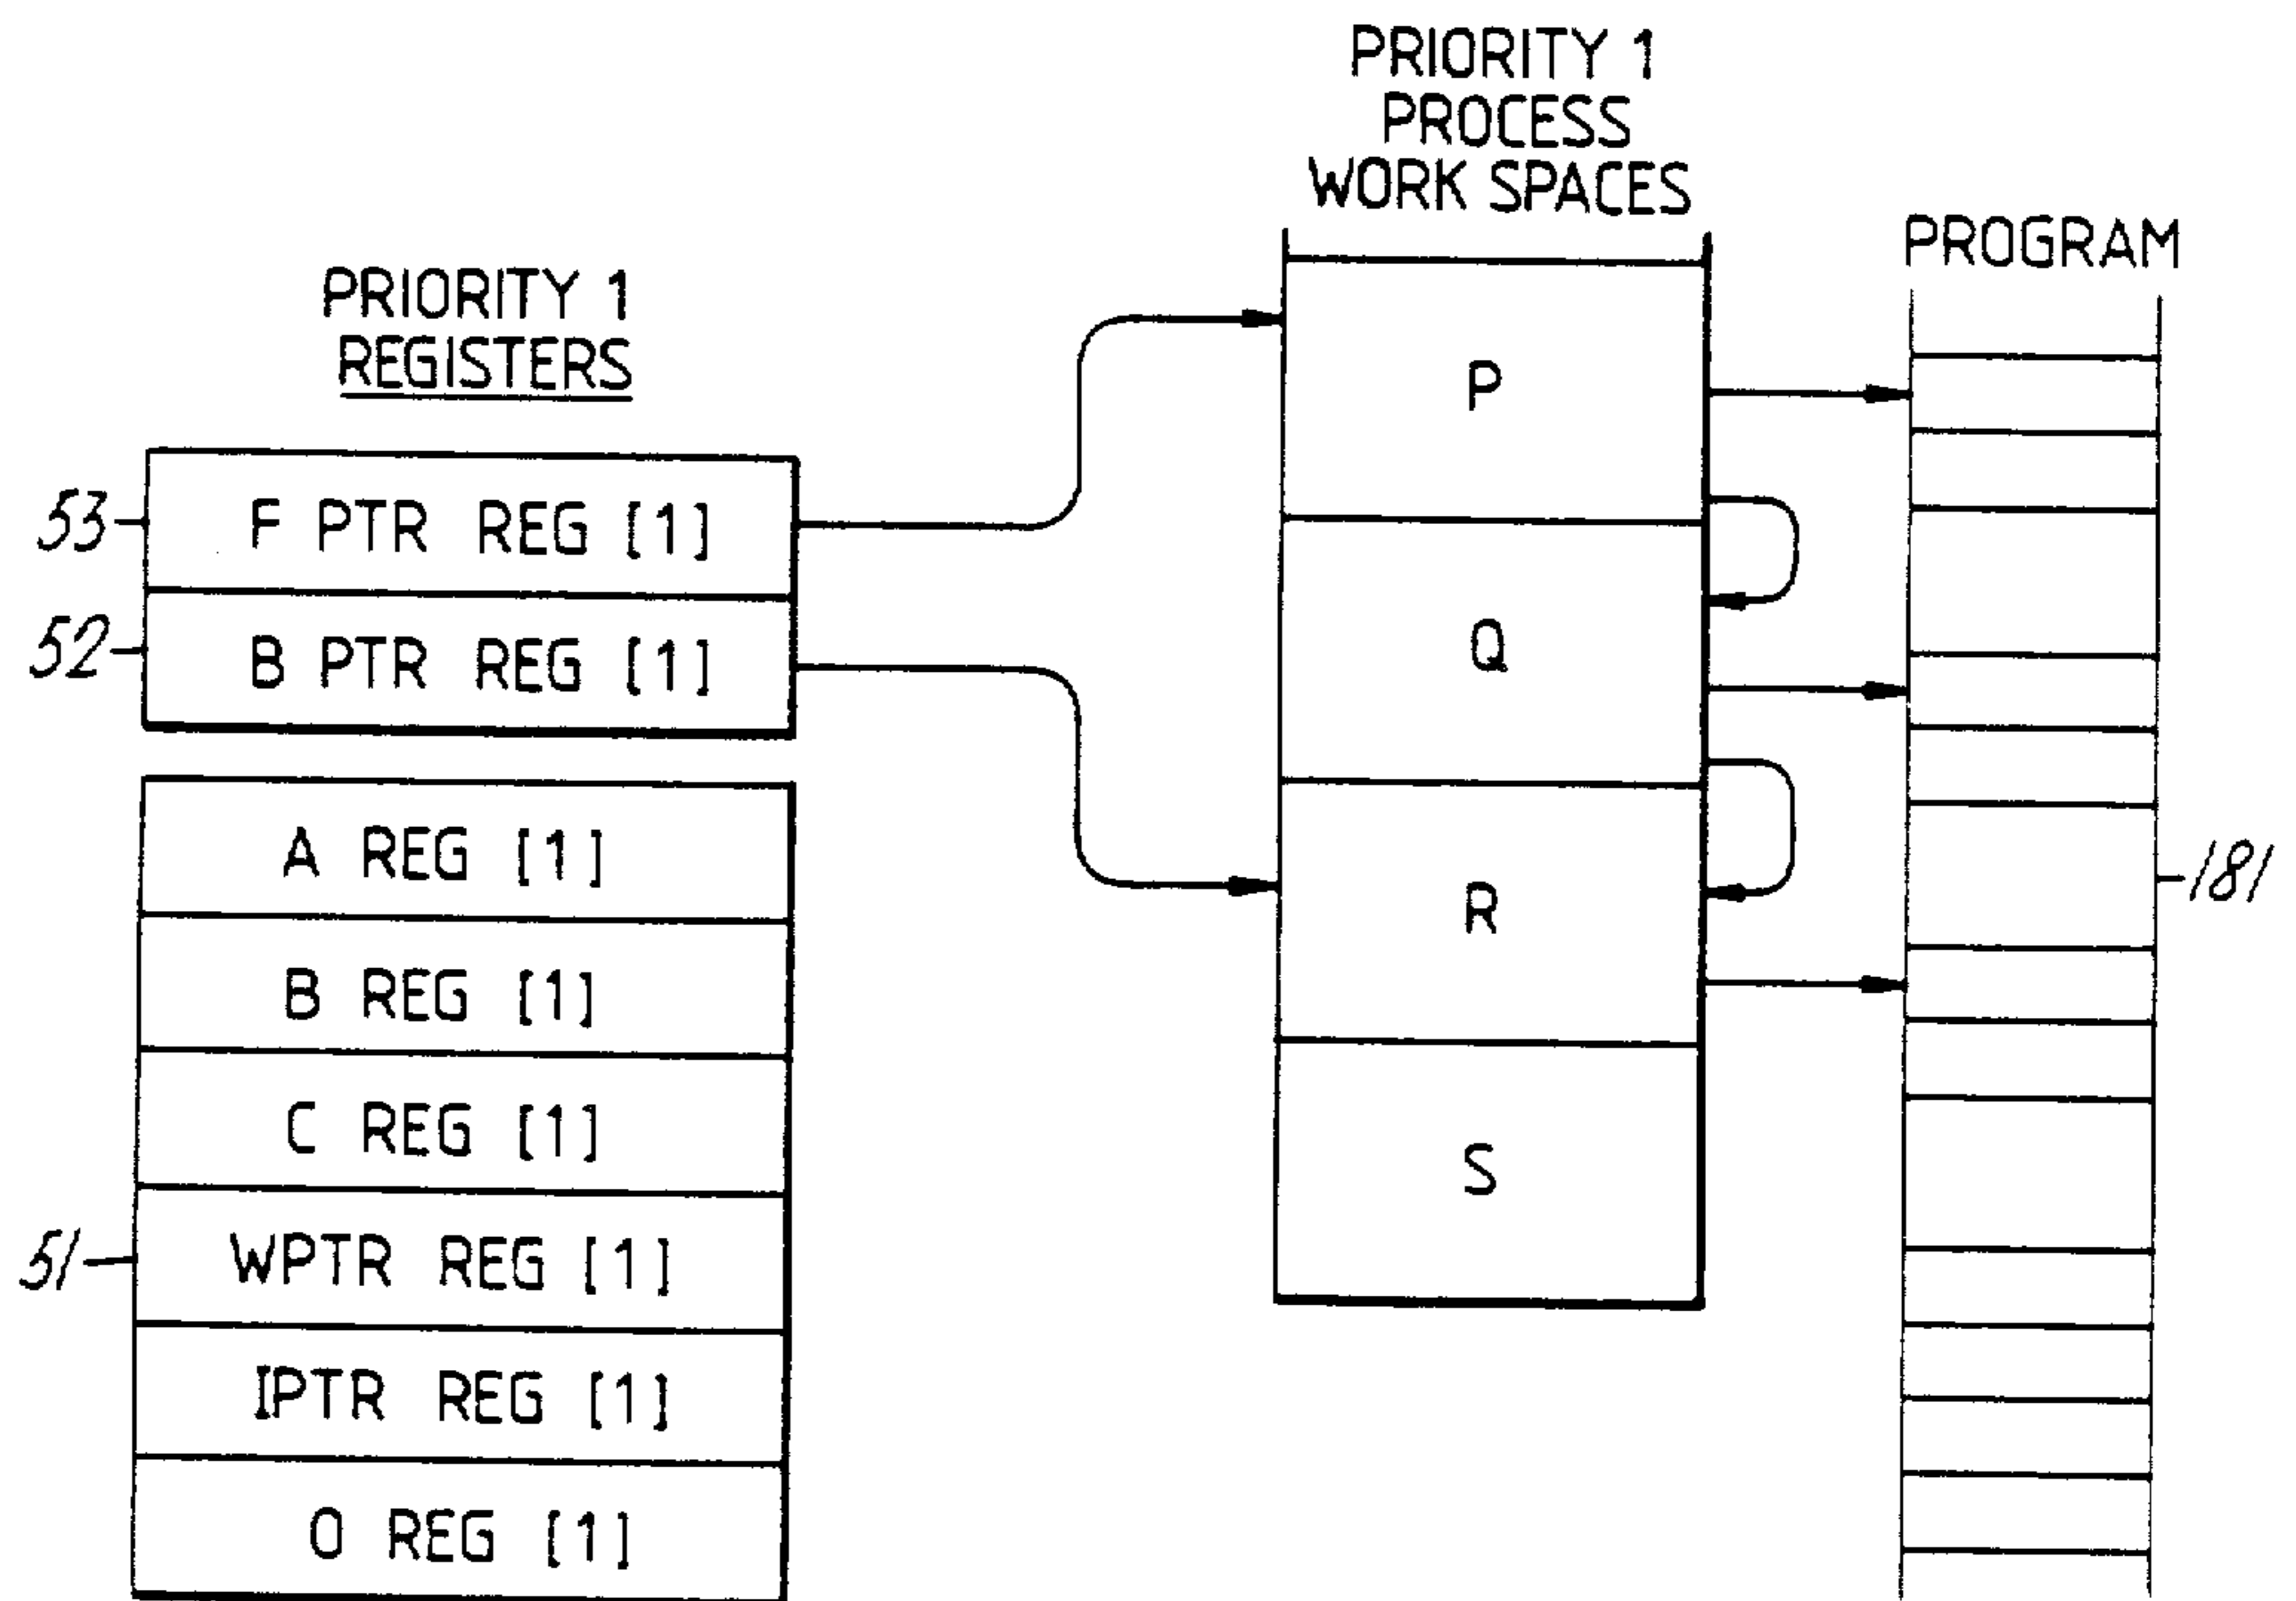 PRIORITY 1
REGISTERS
53
F PTR REG [1]
52
B PTR REG [1]
A REG [1]
B REG [1]
C REG [1]
51
WPTR REG [1]
IPTR REG [1]
O REG [1]
PRIORITY 1
PROCESS
WORK SPACES
P
Q
R
S
PROGRAM
181